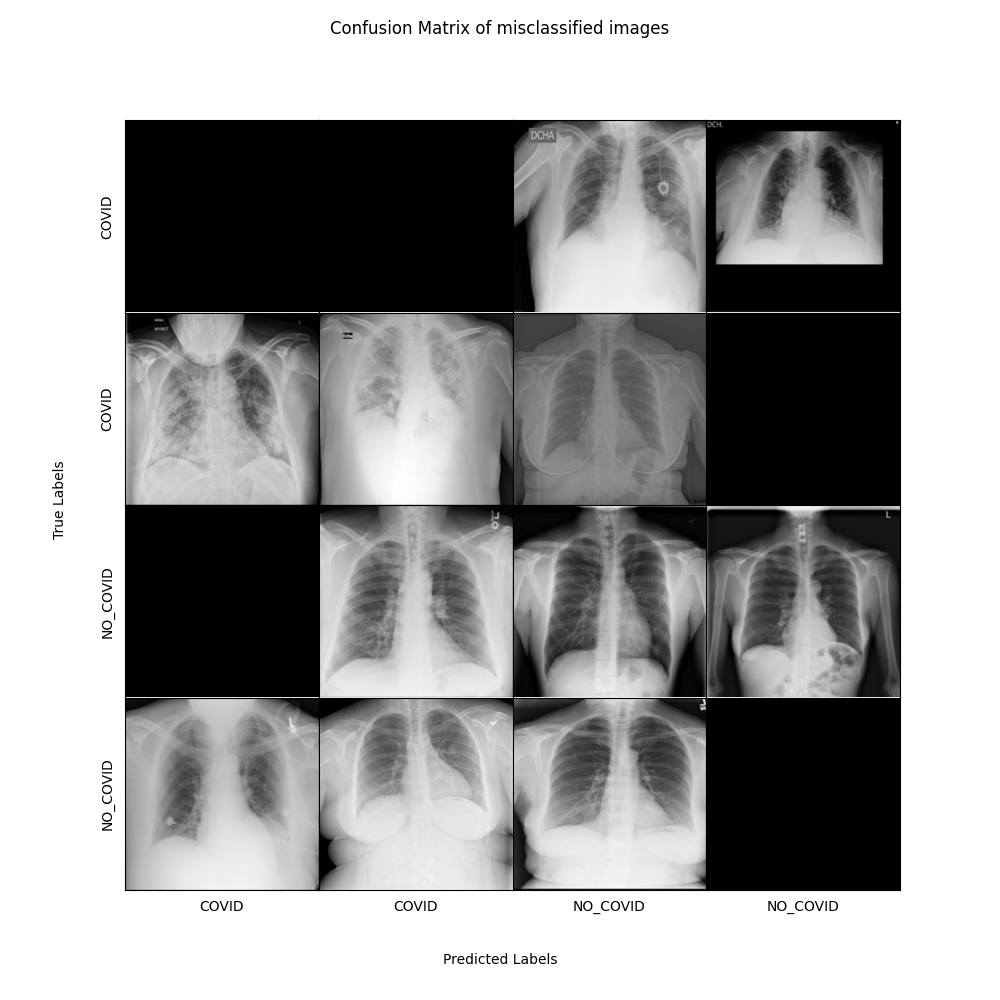 Confusion Matrix of misclassified images
DCHA
DCH.
COVID
L
Dcha
COVID
True Labels
L
NO_COVID
L
NO_COVID
COVID
COVID
NO_COVID
NO_COVID
Predicted Labels